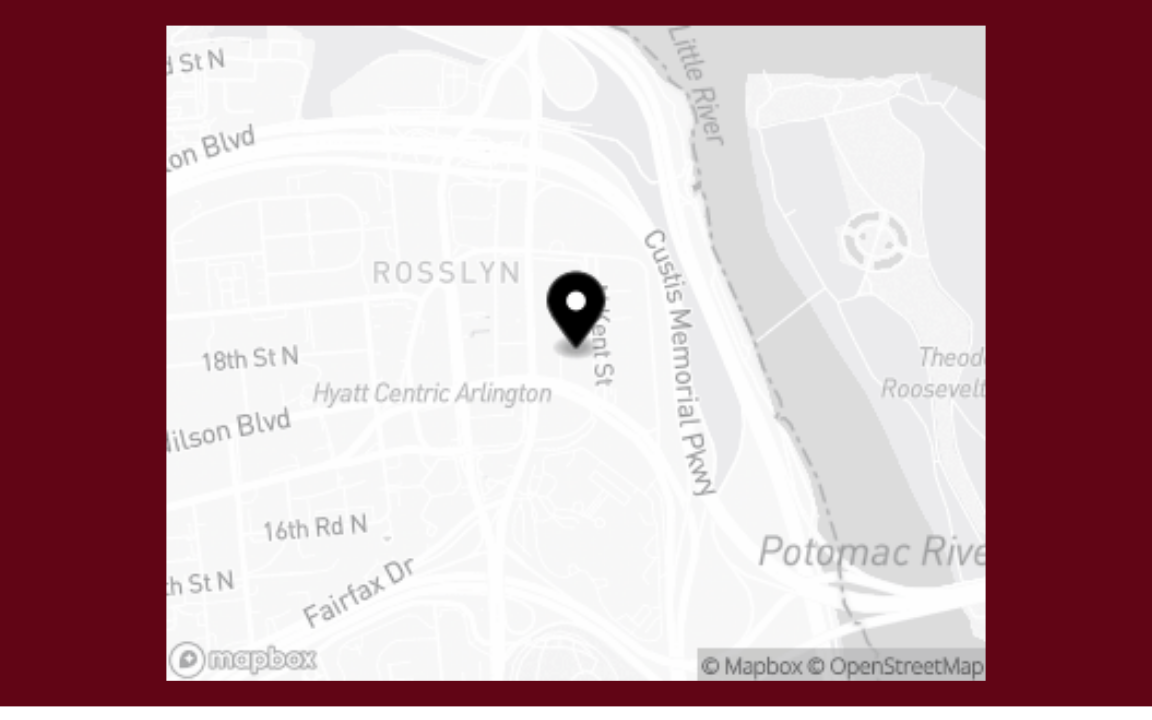 d St N
Little River
ton Blvd
Custis Memorial Pkwy
ROSSLYN
Kent St
18th St N
Theod
Hyatt Centric Arlington
Roosevelt
Wilson Blvd
16th Rd N
Potomac Rive
th St N
Fairfax Dr
mapbox
© Mapbox © OpenStreetMap